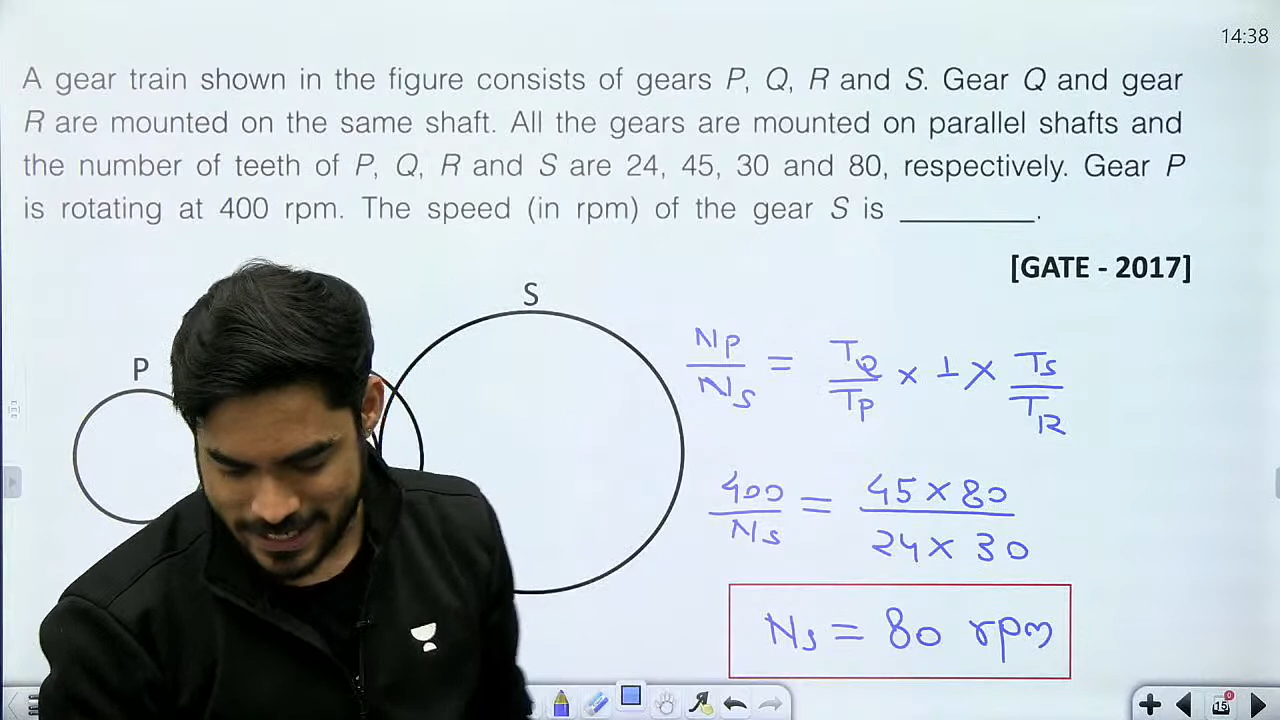 14:38
A gear train shown in the figure consists of gears P, Q, R and S. Gear Q and gear
R are mounted on the same shaft. All the gears are mounted on parallel shafts and
the number of teeth of P, Q, R and S are 24, 45, 30 and 80, respectively. Gear P
is rotating at 400 rpm. The speed (in rpm) of the gear S is __________.
[GATE - 2017]
S
P
NP/NS = TQ/TP × 1 × TS/TR
400/NS = 45 × 80/24 × 30
NS = 80 rpm
15
0